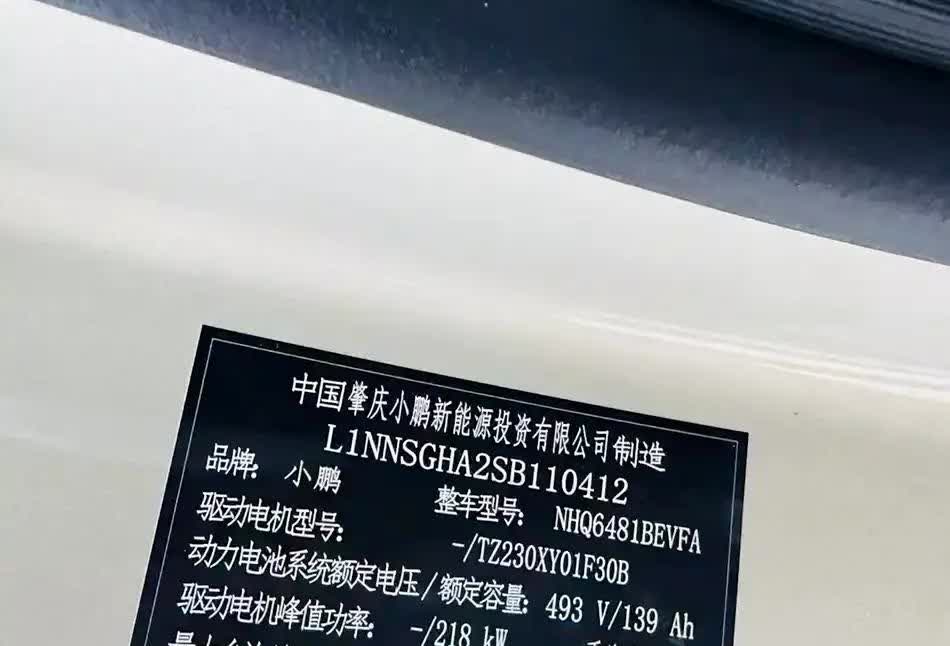 中国肇庆小鹏新能源投资有限公司制造
L1NNSGHA2SB110412
品牌: 小鹏 整车型号: NHQ6481BEVFA
驱动电机型号: -/TZ230XY01F30B
动力电池系统额定电压/额定容量: 493 V/139 Ah
驱动电机峰值功率: -/218 kW